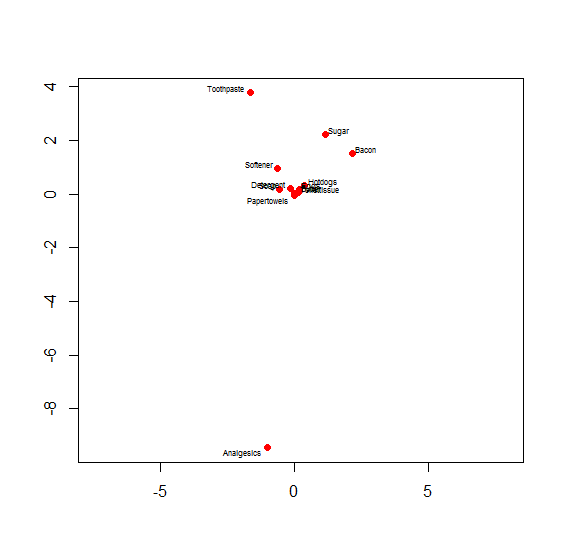 4
Toothpaste
Sugar
2
Bacon
Softener
Hotdogs
Detergent
0
Papertowels
-2
-4
-6
-8
Analgesics
-5
0
5